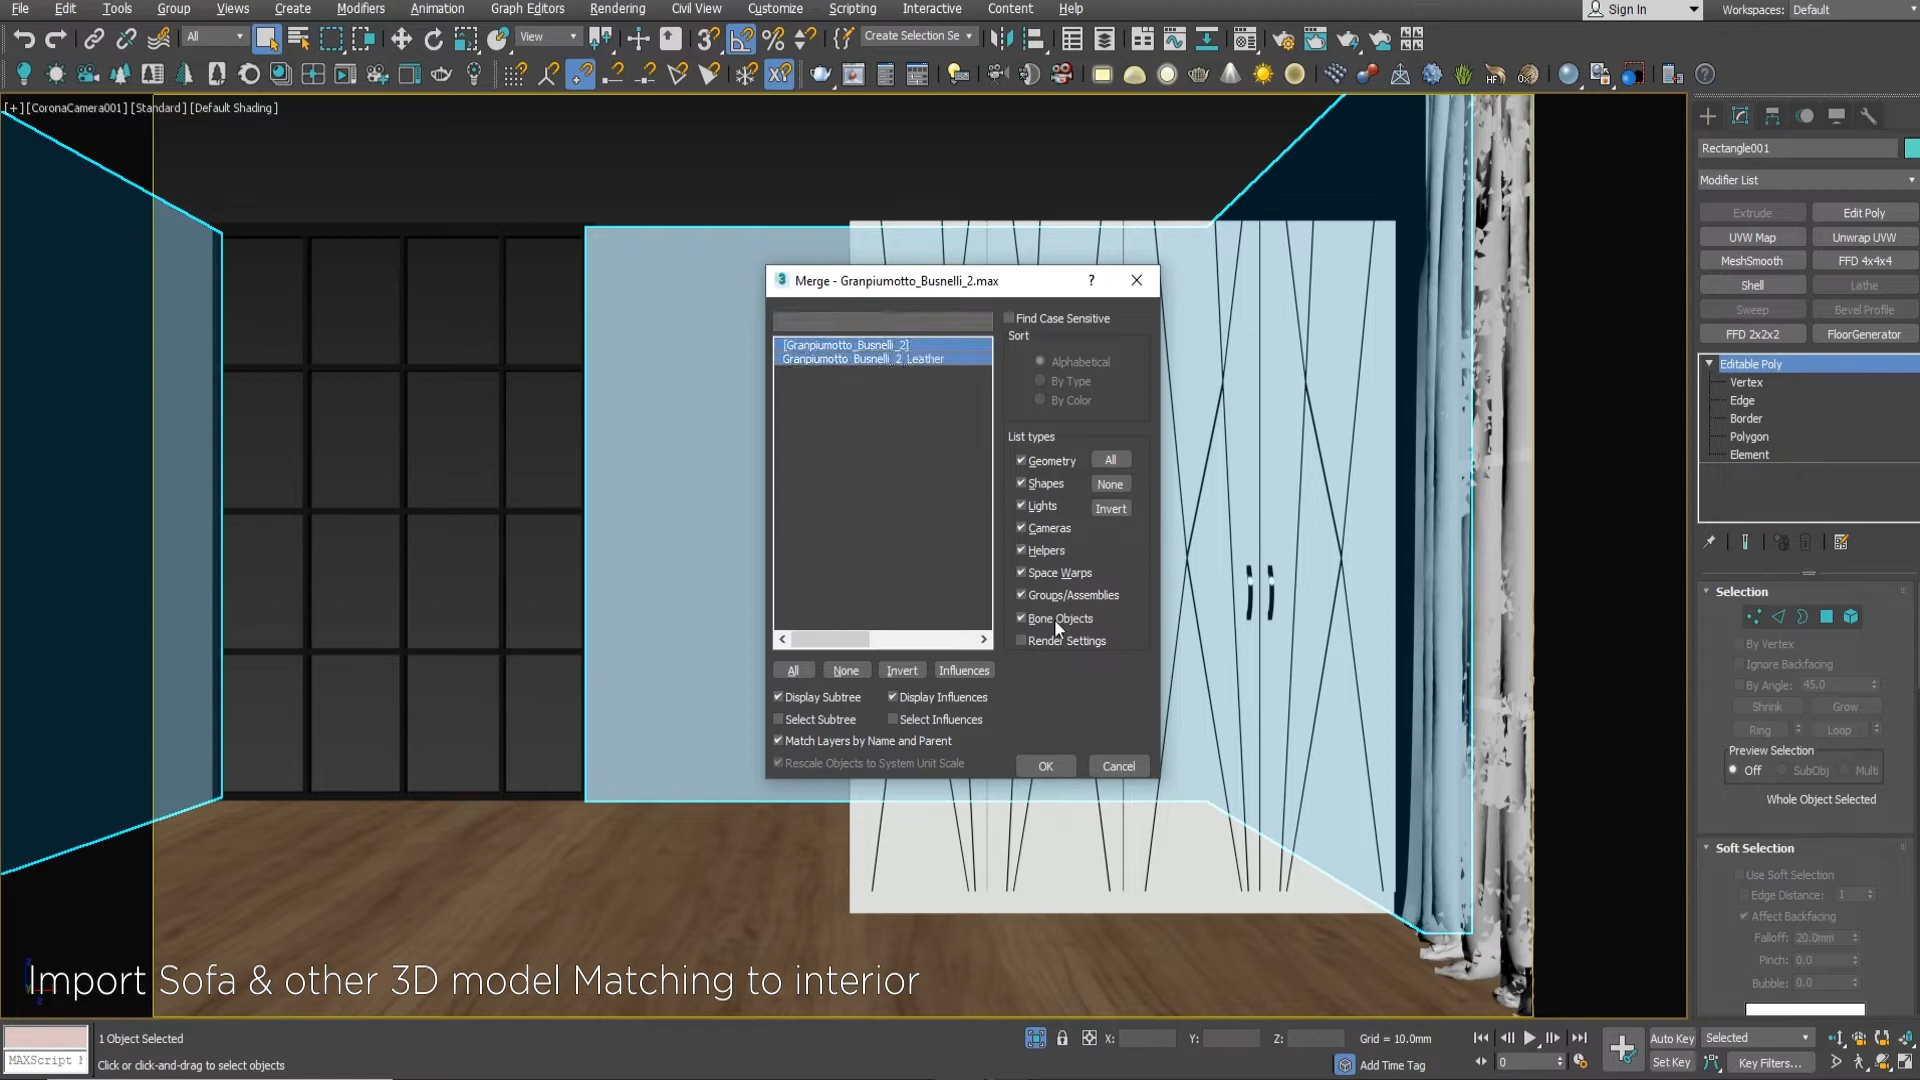 File Edit Tools Group Views Create Modifiers Animation Graph Editors Rendering Civil View Customize Scripting Interactive Content Help Sign In Workspaces: Default
All View Create Selection Se
[+] [CoronaCamera001] [Standard] [Default Shading]
Rectangle001
Modifier List
Extrude Edit Poly
UVW Map Unwrap UVW
MeshSmooth FFD 4x4x4
Shell Lathe
Sweep Bevel Profile
FFD 2x2x2 FloorGenerator
Editable Poly
Vertex
Edge
Border
Polygon
Element
Selection
By Vertex
Ignore Backfacing
By Angle: 45.0
Shrink Grow
Ring Loop
Preview Selection
Off SubObj Multi
Whole Object Selected
Soft Selection
Use Soft Selection
Edge Distance: 1
Affect Backfacing
Falloff: 20.0mm
Pinch: 0.0
Bubble: 0.0
3 Merge - Granpiumotto_Busnelli_2.max ?
Find Case Sensitive
Sort
Alphabetical
By Type
By Color
[Granpiumotto_Busnelli_2]
Granpiumotto_Busnelli_2_Leather
List types
Geometry All
Shapes None
Lights Invert
Cameras
Helpers
Space Warps
Groups/Assemblies
Bone Objects
Render Settings
All None Invert Influences
Display Subtree Display Influences
Select Subtree Select Influences
Match Layers by Name and Parent
Rescale Objects to System Unit Scale
OK Cancel
Import Sofa & other 3D model Matching to interior
1 Object Selected
MAXScript
Click or click-and-drag to select objects
X: Y: Z: Grid = 10.0mm
Add Time Tag
0
Auto Key Selected
Set Key Key Filters...